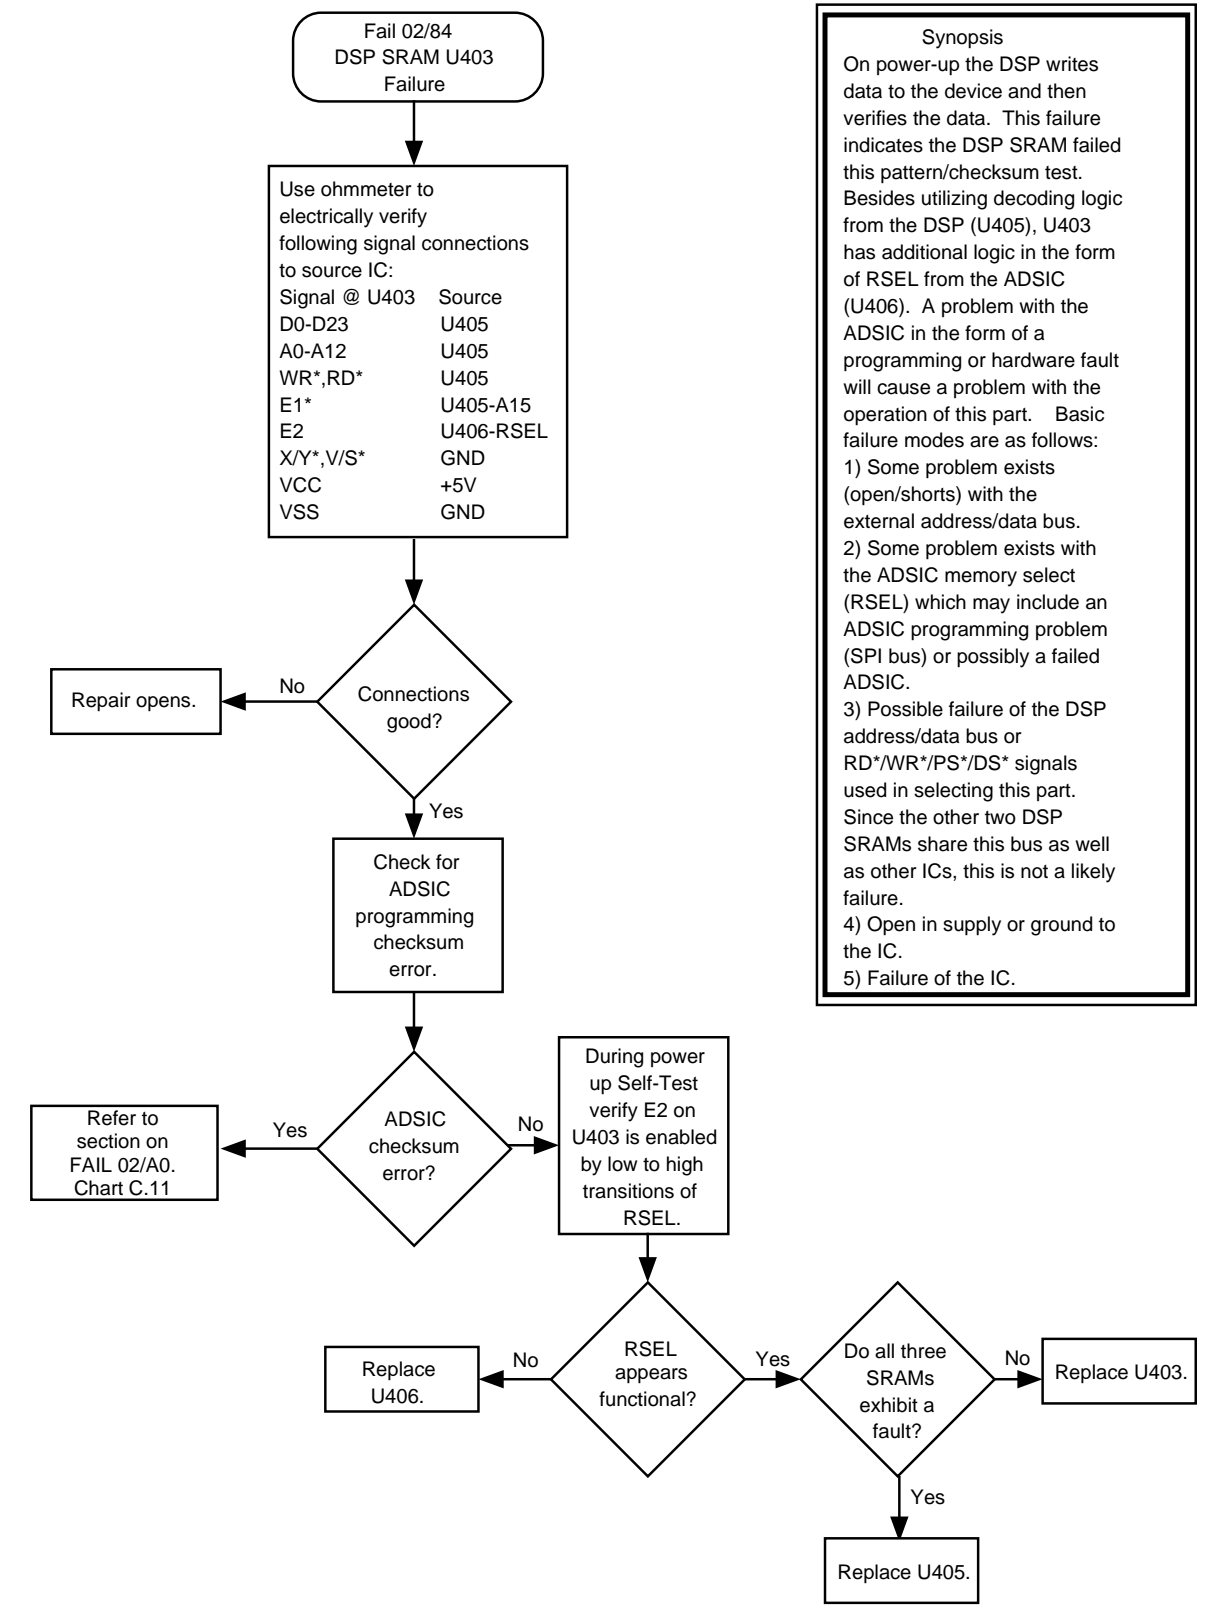 Fail 02/84
DSP SRAM U403
Failure
Use ohmmeter to
electrically verify
following signal connections
to source IC:
Signal @ U403 Source
D0-D23 U405
A0-A12 U405
WR*,RD* U405
E1* U405-A15
E2 U406-RSEL
X/Y*,V/S* GND
VCC +5V
VSS GND
Connections
good?
No
Repair opens.
Yes
Check for
ADSIC
programming
checksum
error.
ADSIC
checksum
error?
Yes
Refer to
section on
FAIL 02/A0.
Chart C.11
No
During power
up Self-Test
verify E2 on
U403 is enabled
by low to high
transitions of
RSEL.
RSEL
appears
functional?
No
Replace
U406.
Yes
Do all three
SRAMs
exhibit a
fault?
No
Replace U403.
Yes
Replace U405.
Synopsis
On power-up the DSP writes
data to the device and then
verifies the data. This failure
indicates the DSP SRAM failed
this pattern/checksum test.
Besides utilizing decoding logic
from the DSP (U405), U403
has additional logic in the form
of RSEL from the ADSIC
(U406). A problem with the
ADSIC in the form of a
programming or hardware fault
will cause a problem with the
operation of this part. Basic
failure modes are as follows:
1) Some problem exists
(open/shorts) with the
external address/data bus.
2) Some problem exists with
the ADSIC memory select
(RSEL) which may include an
ADSIC programming problem
(SPI bus) or possibly a failed
ADSIC.
3) Possible failure of the DSP
address/data bus or
RD*/WR*/PS*/DS* signals
used in selecting this part.
Since the other two DSP
SRAMs share this bus as well
as other ICs, this is not a likely
failure.
4) Open in supply or ground to
the IC.
5) Failure of the IC.